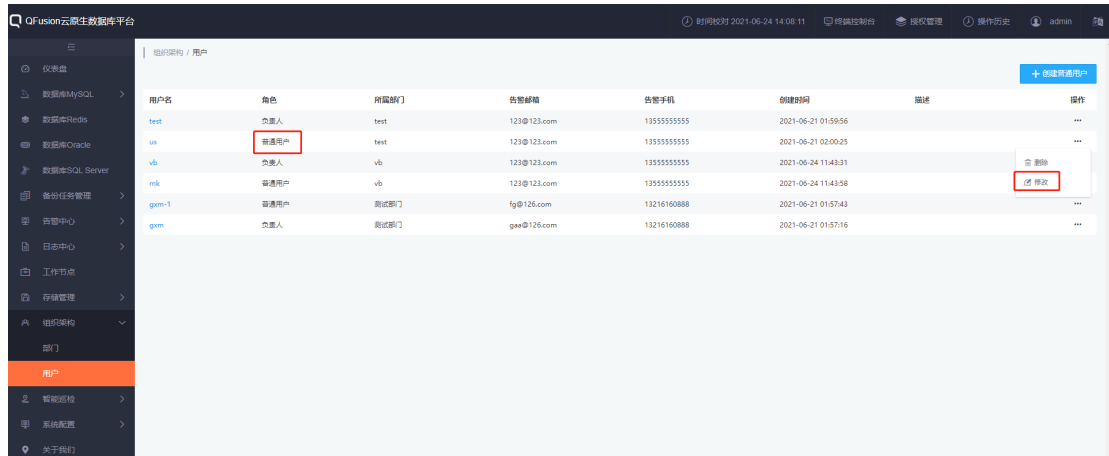 QFusion云原生数据库平台 时间校对 2021-06-24 14:08:11 终端控制台 授权管理 操作历史 admin
组织架构 / 用户
仪表盘
+ 创建普通用户
数据库MySQL
用户名 角色 所属部门 告警邮箱 告警手机 创建时间 描述 操作
数据库Redis
test 负责人 test 123@123.com 13555555555 2021-06-21 01:59:56 ···
数据库Oracle
us 普通用户 test 123@123.com 13555555555 2021-06-21 02:00:25 ···
数据库SQL Server
vb 负责人 vb 123@123.com 13555555555 2021-06-24 11:43:31
删除
备份任务管理
mk 普通用户 vb 123@123.com 13555555555 2021-06-24 11:43:58
修改
告警中心
gxm-1 普通用户 测试部门 fg@126.com 13216160888 2021-06-21 01:57:43 ···
gxm 负责人 测试部门 gaa@126.com 13216160888 2021-06-21 01:57:16 ···
日志中心
工作节点
存储管理
组织架构
部门
用户
智能巡检
系统配置
关于我们